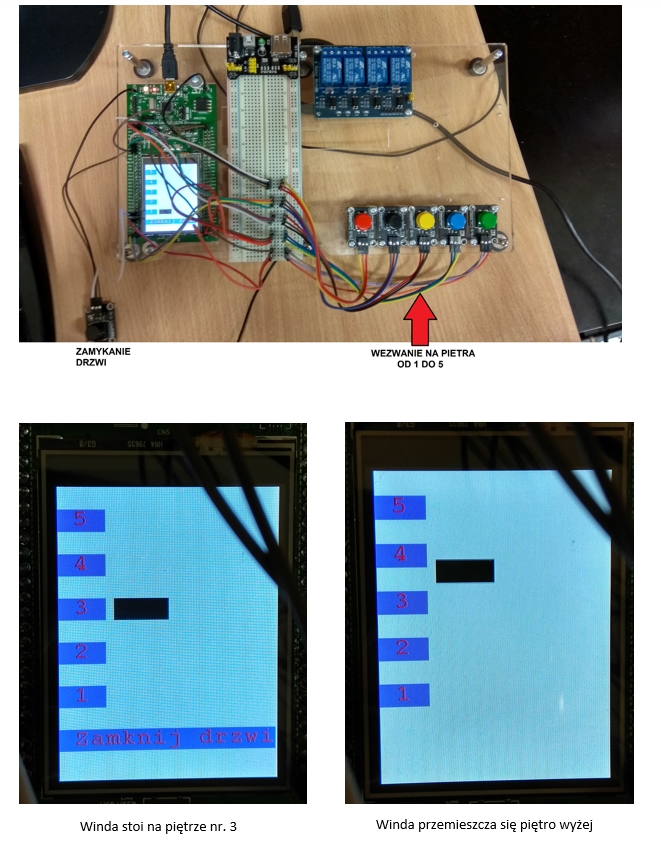 ZAMYKANIE
DRZWI
WEZWANIE NA PIETRA
OD 1 DO 5
5
4
3
2
1
Zamknij drzwi
5
4
3
2
1
Winda stoi na piętrze nr. 3
Winda przemieszcza się piętro wyżej